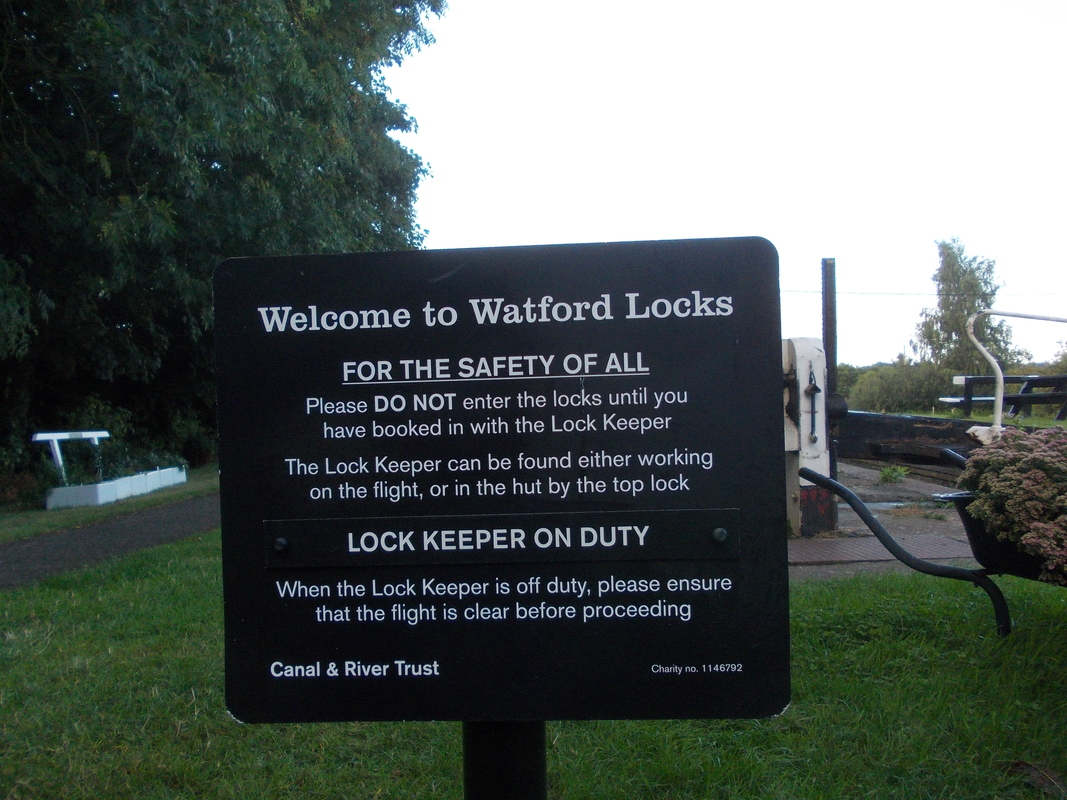 Welcome to Watford Locks
FOR THE SAFETY OF ALL
Please DO NOT enter the locks until you
have booked in with the Lock Keeper
The Lock Keeper can be found either working
on the flight, or in the hut by the top lock
LOCK KEEPER ON DUTY
When the Lock Keeper is off duty, please ensure
that the flight is clear before proceeding
Canal & River Trust
Charity no. 1146792